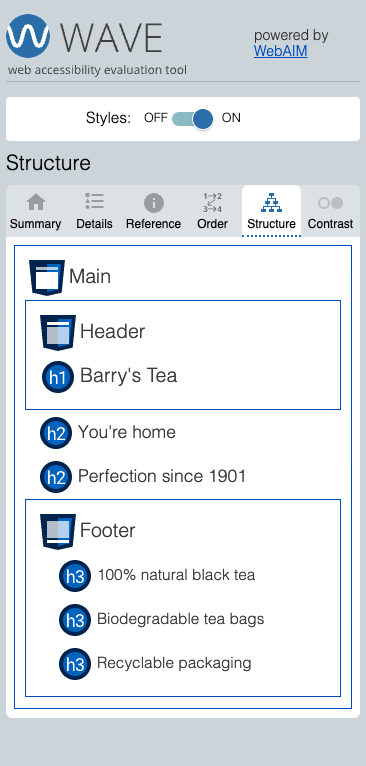 WAVE
powered by
WebAIM
web accessibility evaluation tool
Styles: OFF ON
Structure
Summary Details Reference Order Structure Contrast
Main
Header
h1 Barry's Tea
h2 You're home
h2 Perfection since 1901
Footer
h3 100% natural black tea
h3 Biodegradable tea bags
h3 Recyclable packaging